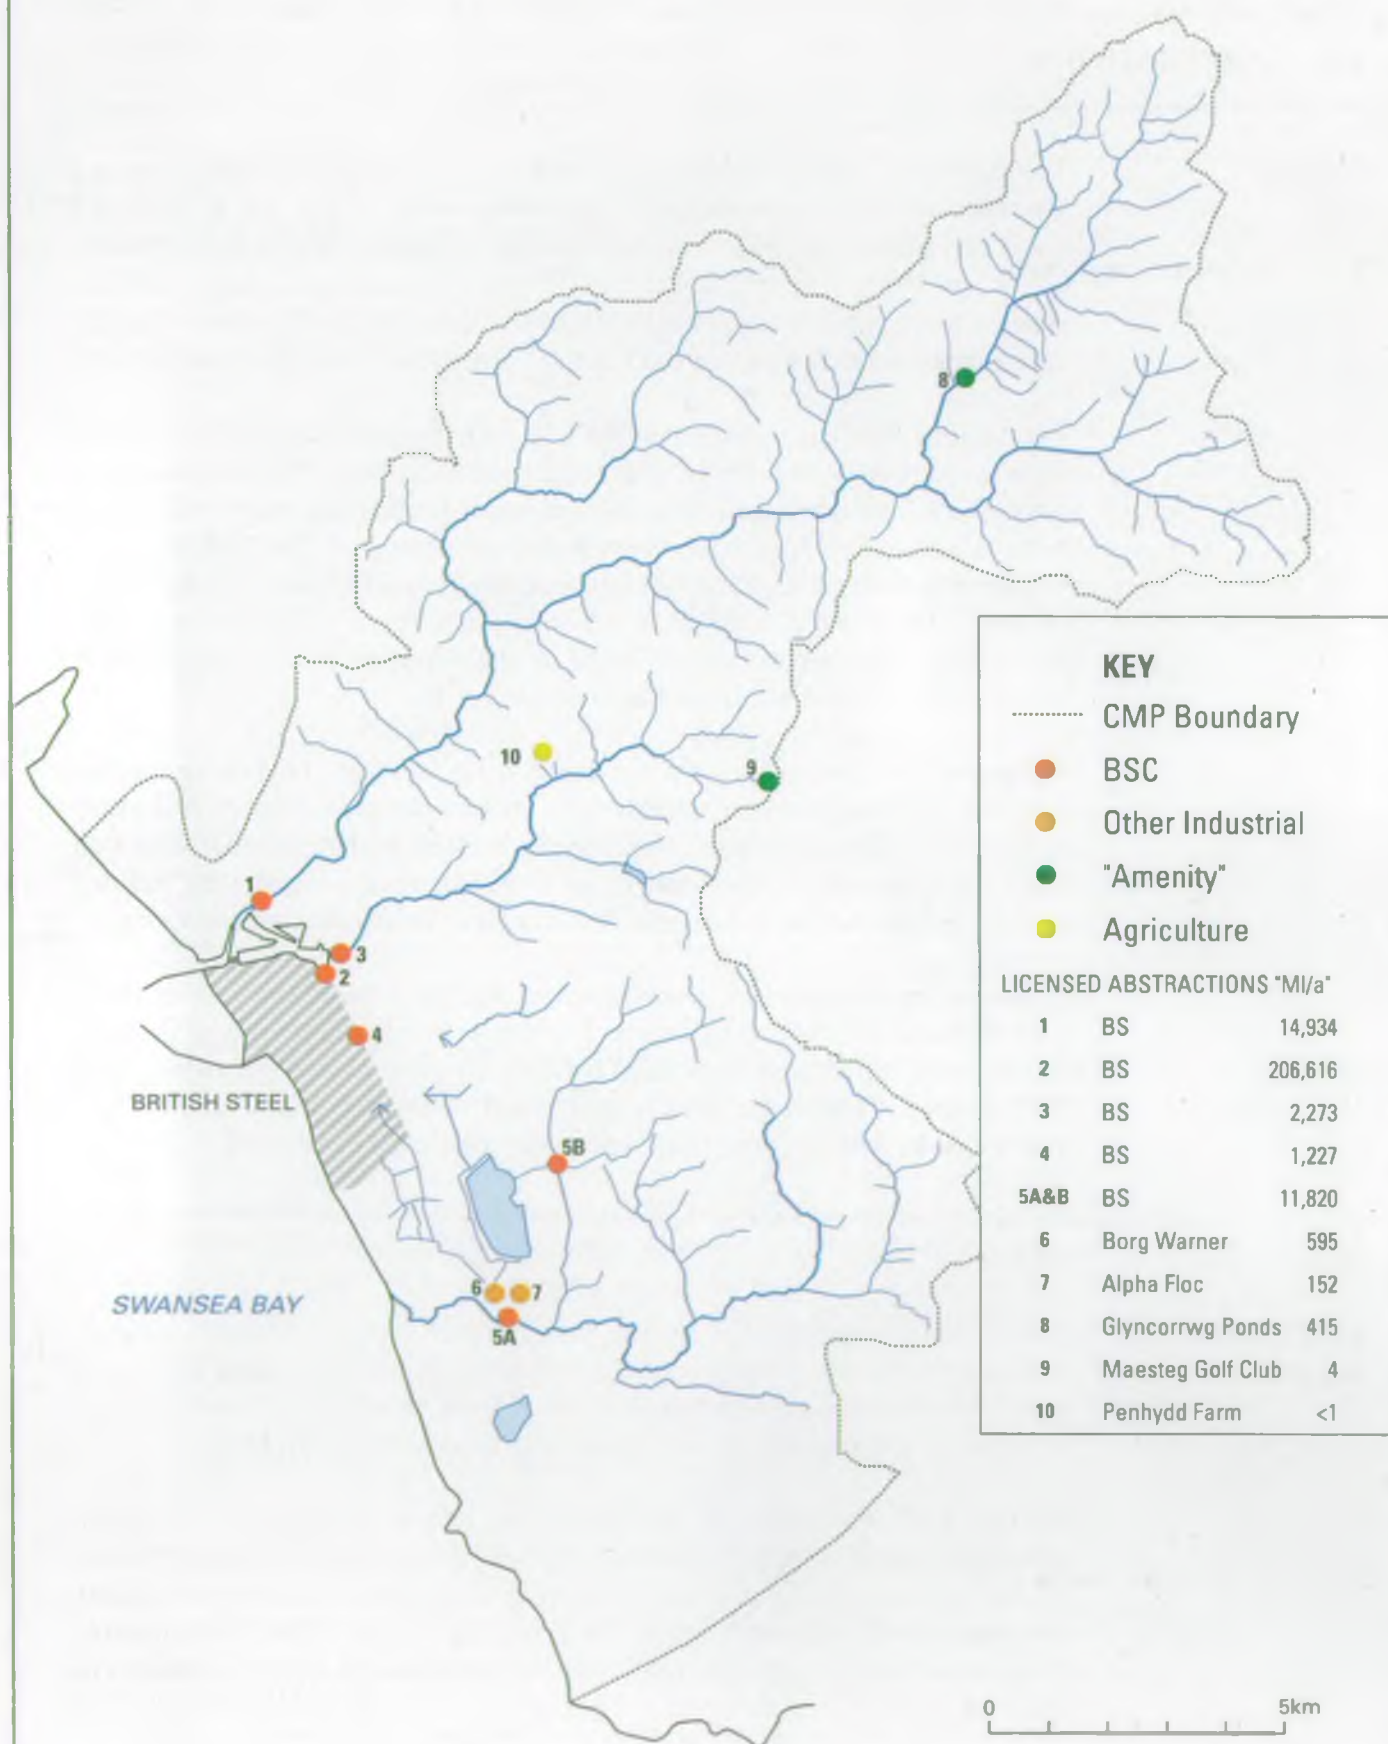 8
10
9
1
3
2
4
BRITISH STEEL
5B
SWANSEA BAY
6
7
5A
KEY
CMP Boundary
BSC
Other Industrial
"Amenity"
Agriculture
LICENSED ABSTRACTIONS "Ml/a"
1 BS 14,934
2 BS 206,616
3 BS 2,273
4 BS 1,227
5A&B BS 11,820
6 Borg Warner 595
7 Alpha Floc 152
8 Glyncorrwg Ponds 415
9 Maesteg Golf Club 4
10 Penhydd Farm <1
0 5km